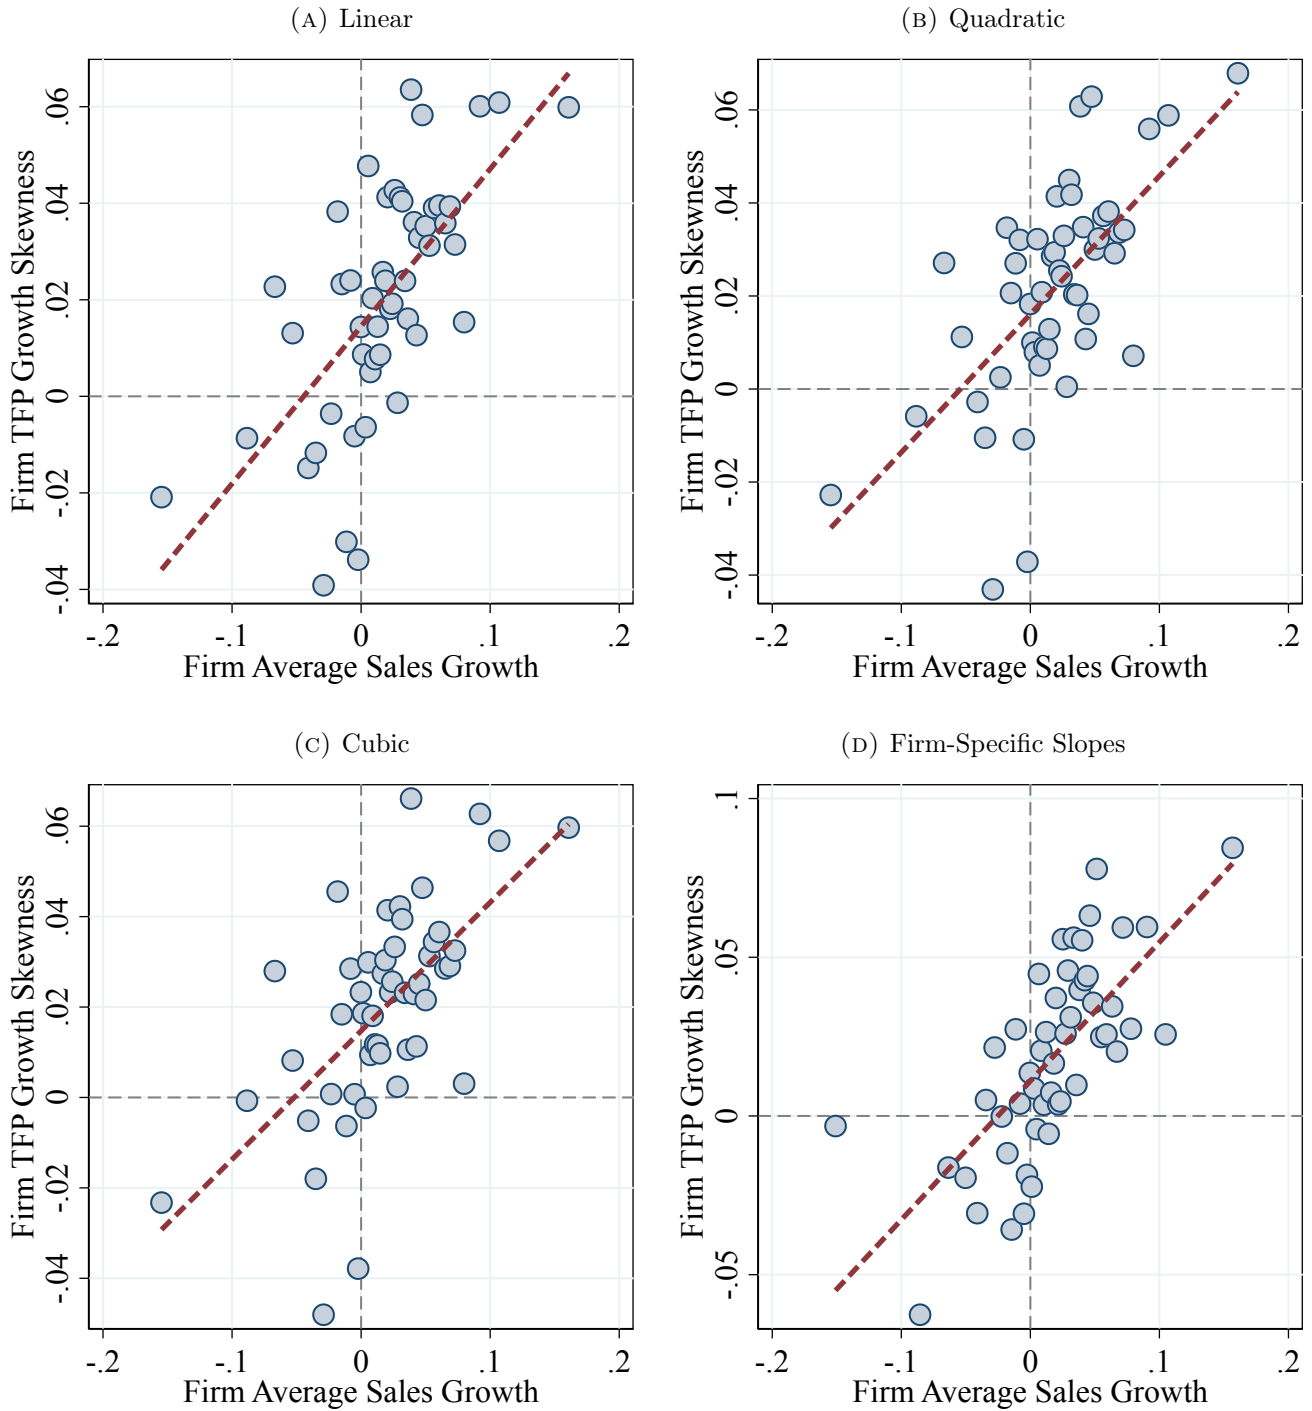 (A) Linear
Firm TFP Growth Skewness
.06
.04
.02
0
-.02
-.04
-.2 -.1 0 .1 .2
Firm Average Sales Growth
(B) Quadratic
Firm TFP Growth Skewness
.06
.04
.02
0
-.02
-.04
-.2 -.1 0 .1 .2
Firm Average Sales Growth
(C) Cubic
Firm TFP Growth Skewness
.06
.04
.02
0
-.02
-.04
-.2 -.1 0 .1 .2
Firm Average Sales Growth
(D) Firm-Specific Slopes
Firm TFP Growth Skewness
.1
.05
0
-.05
-.2 -.1 0 .1 .2
Firm Average Sales Growth